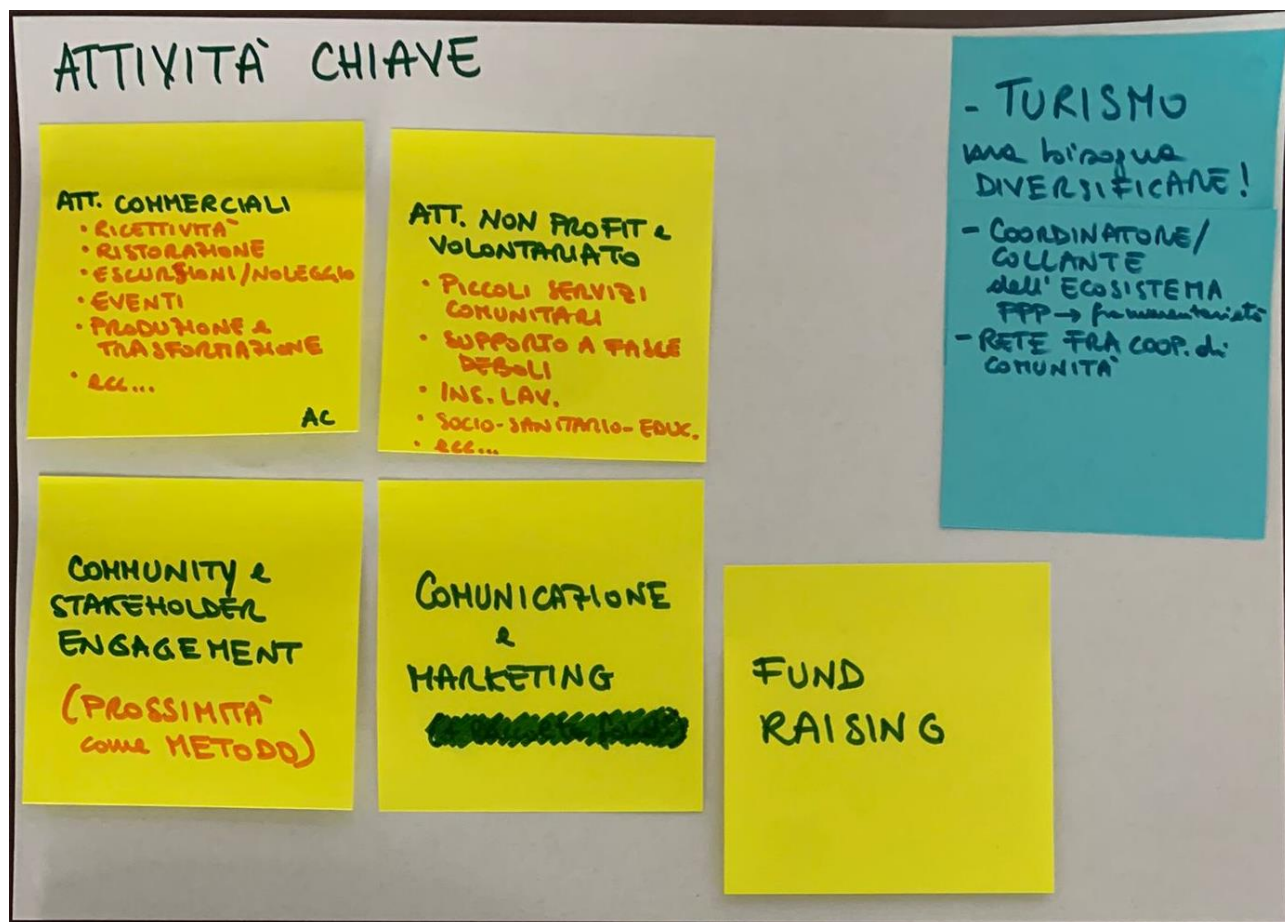 ATTIVITÀ CHIAVE
ATT. COMMERCIALI
• RICETTIVITÀ
• RISTORAZIONE
• ESCURSIONI/NOLEGGIO
• EVENTI
• PRODUZIONE e
TRASFORMAZIONE
• ecc...
AC
ATT. NON PROFIT e
VOLONTARIATO
• PICCOLI SERVIZI
COMUNITARI
• SUPPORTO A FASCE
DEBOLI
• INS. LAV.
• SOCIO-SANITARIO-EDUC.
• ecc...
COMMUNITY e
STAKEHOLDER
ENGAGEMENT
(PROSSIMITÀ
come METODO)
COMUNICAZIONE
e
MARKETING
FUND
RAISING
- TURISMO
ma bisogna
DIVERSIFICARE!
- COORDINATORE/
COLLANTE
dell'ECOSISTEMA
PPP →
- RETE FRA COOP. di
COMUNITÀ